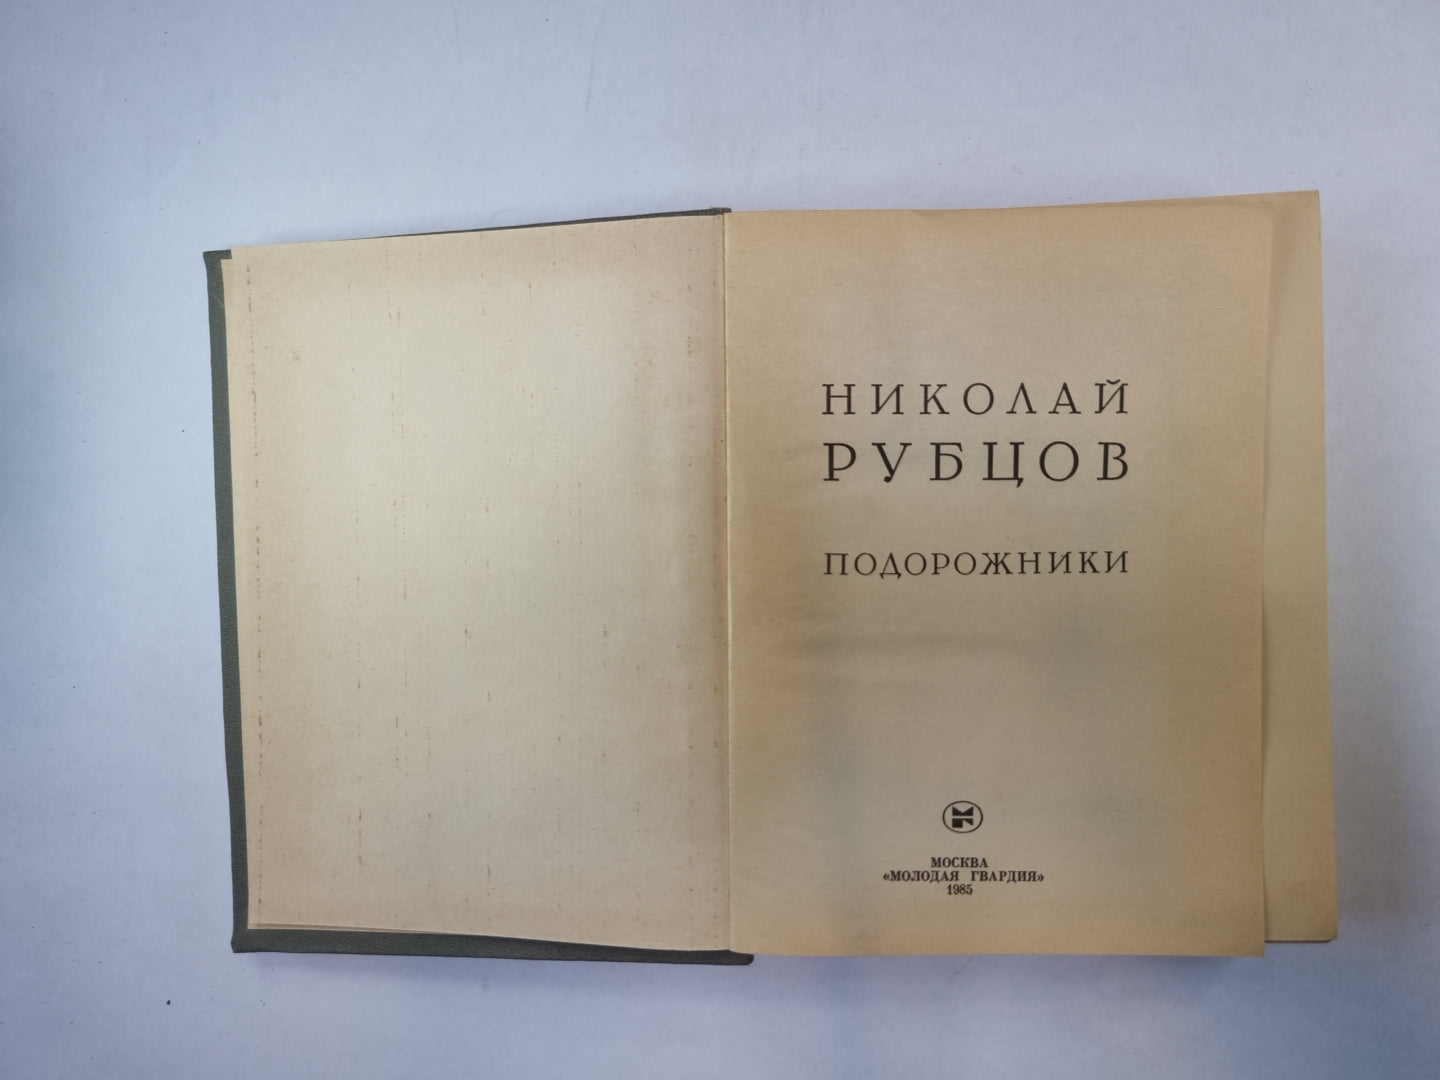 НИКОЛАЙ
РУБЦОВ
ПОДОРОЖНИКИ
МОСКВА
«МОЛОДАЯ ГВАРДИЯ»
1985